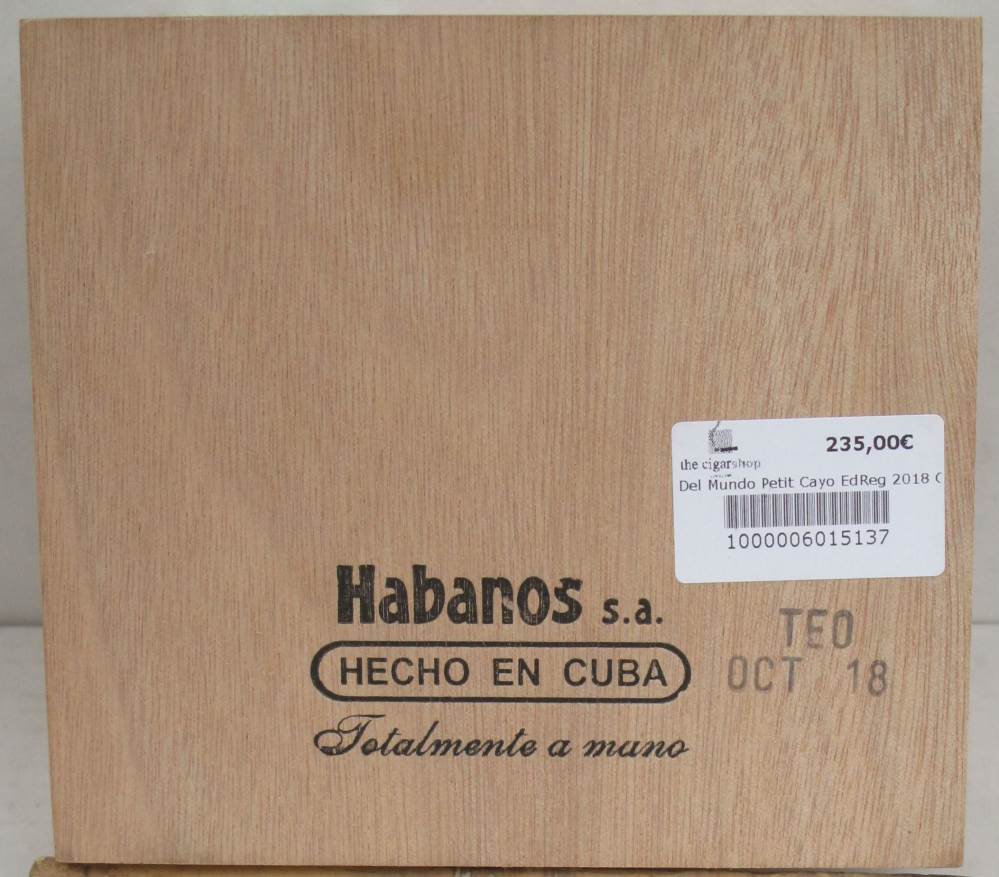 235,00€
the cigarshop
Del Mundo Petit Cayo EdReg 2018 C
1000006015137
Habanos s.a.
HECHO EN CUBA
Totalmente a mano
TEO
OCT 18